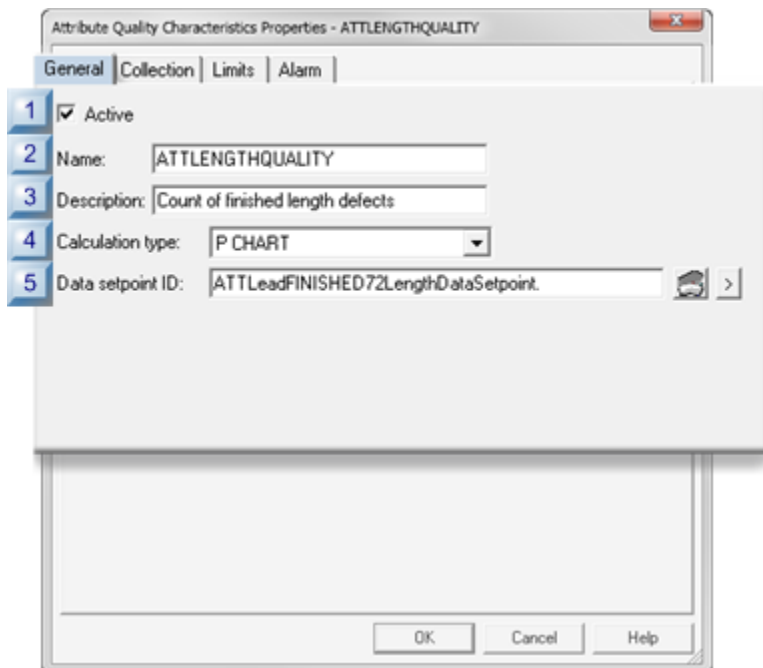 Attribute Quality Characteristics Properties - ATTLENGTHQUALITY
General Collection Limits Alarm
1 Active
2 Name: ATTLENGTHQUALITY
3 Description: Count of finished length defects
4 Calculation type: P CHART
5 Data setpoint ID: ATTLeadFINISHED72LengthDataSetpoint. >
OK Cancel Help